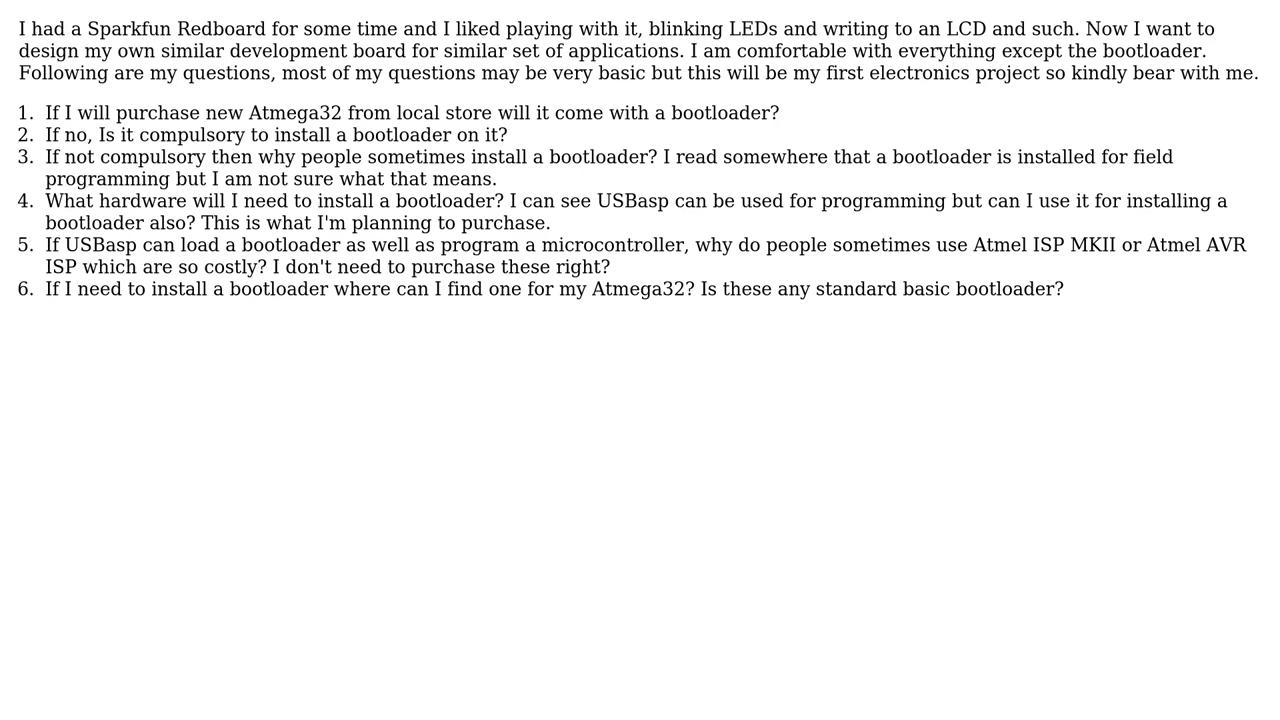 I had a Sparkfun Redboard for some time and I liked playing with it, blinking LEDs and writing to an LCD and such. Now I want to
design my own similar development board for similar set of applications. I am comfortable with everything except the bootloader.
Following are my questions, most of my questions may be very basic but this will be my first electronics project so kindly bear with me.
1. If I will purchase new Atmega32 from local store will it come with a bootloader?
2. If no, Is it compulsory to install a bootloader on it?
3. If not compulsory then why people sometimes install a bootloader? I read somewhere that a bootloader is installed for field
programming but I am not sure what that means.
4. What hardware will I need to install a bootloader? I can see USBasp can be used for programming but can I use it for installing a
bootloader also? This is what I'm planning to purchase.
5. If USBasp can load a bootloader as well as program a microcontroller, why do people sometimes use Atmel ISP MKII or Atmel AVR
ISP which are so costly? I don't need to purchase these right?
6. If I need to install a bootloader where can I find one for my Atmega32? Is these any standard basic bootloader?